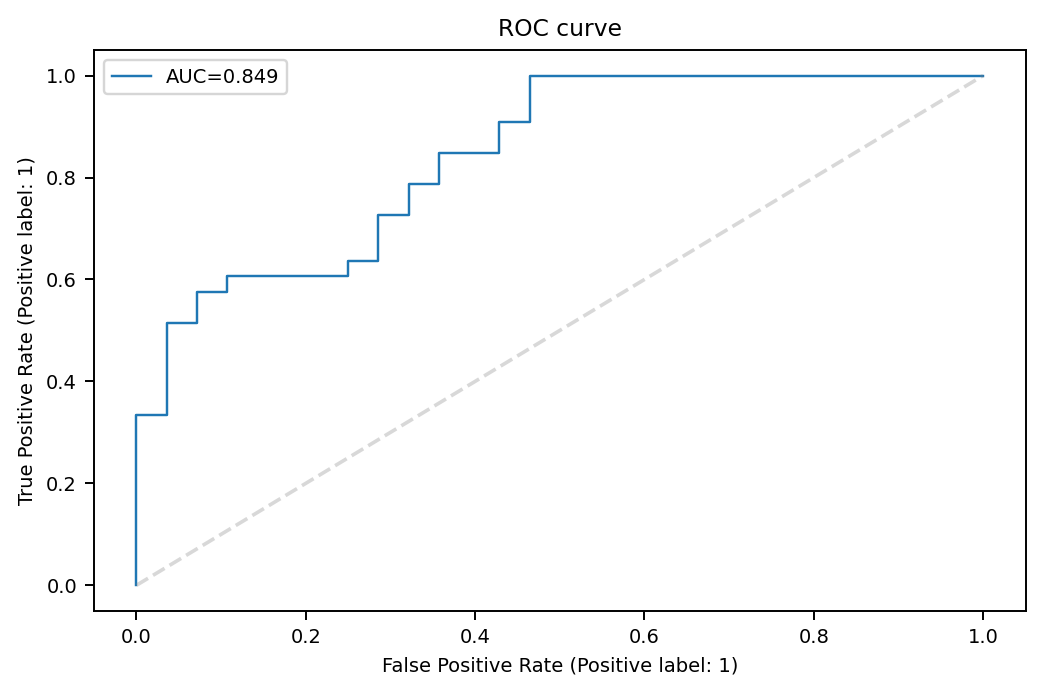 ROC curve
AUC=0.849
True Positive Rate (Positive label: 1)
1.0
0.8
0.6
0.4
0.2
0.0
0.0 0.2 0.4 0.6 0.8 1.0
False Positive Rate (Positive label: 1)